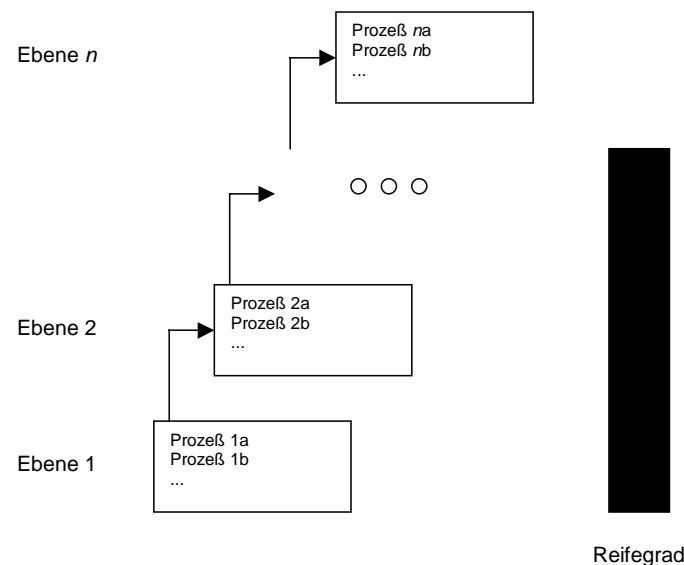 Ebene n
Prozeß na
Prozeß nb
...
Ebene 2
Prozeß 2a
Prozeß 2b
...
Ebene 1
Prozeß 1a
Prozeß 1b
...
Reifegrad